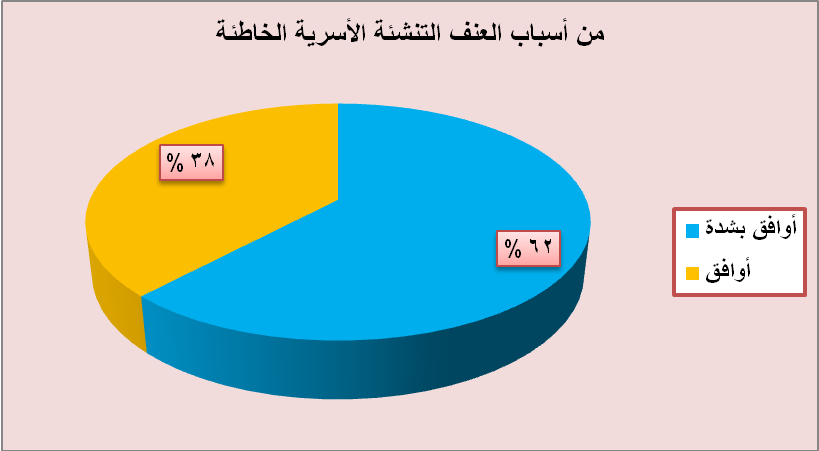 من أسباب العنف التنشئة الأسرية الخاطئة
٣٨ %
٦٢ %
أوافق بشدة
أوافق